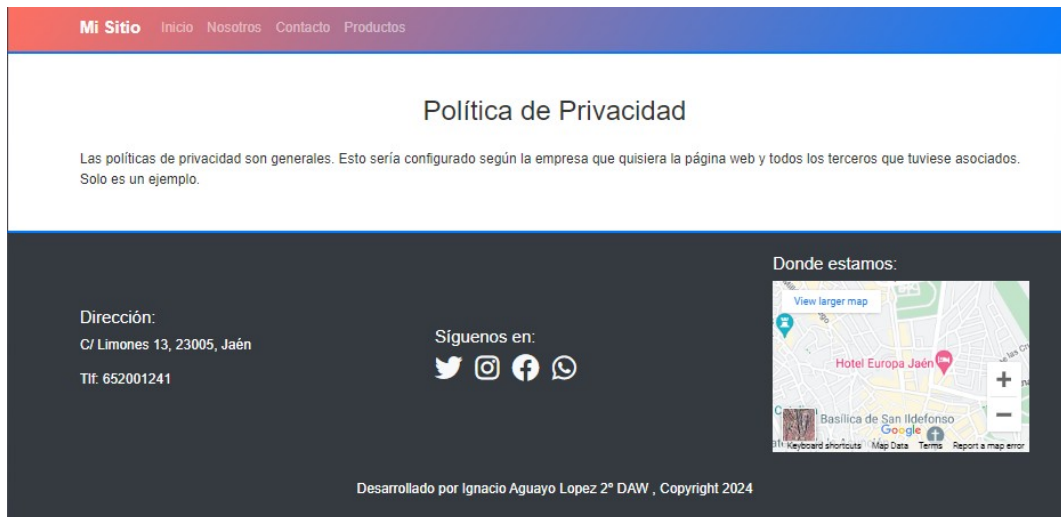 Mi Sitio Inicio Nosotros Contacto Productos
Política de Privacidad
Las políticas de privacidad son generales. Esto sería configurado según la empresa que quisiera la página web y todos los terceros que tuviese asociados.
Solo es un ejemplo.
Dirección:
C/ Limones 13, 23005, Jaén
Tlf: 652001241
Síguenos en:
Donde estamos:
View larger map
Hotel Europa Jaén
Basílica de San Ildefonso
Google
Keyboard shortcuts Map Data Terms Report a map error
Desarrollado por Ignacio Aguayo Lopez 2º DAW , Copyright 2024